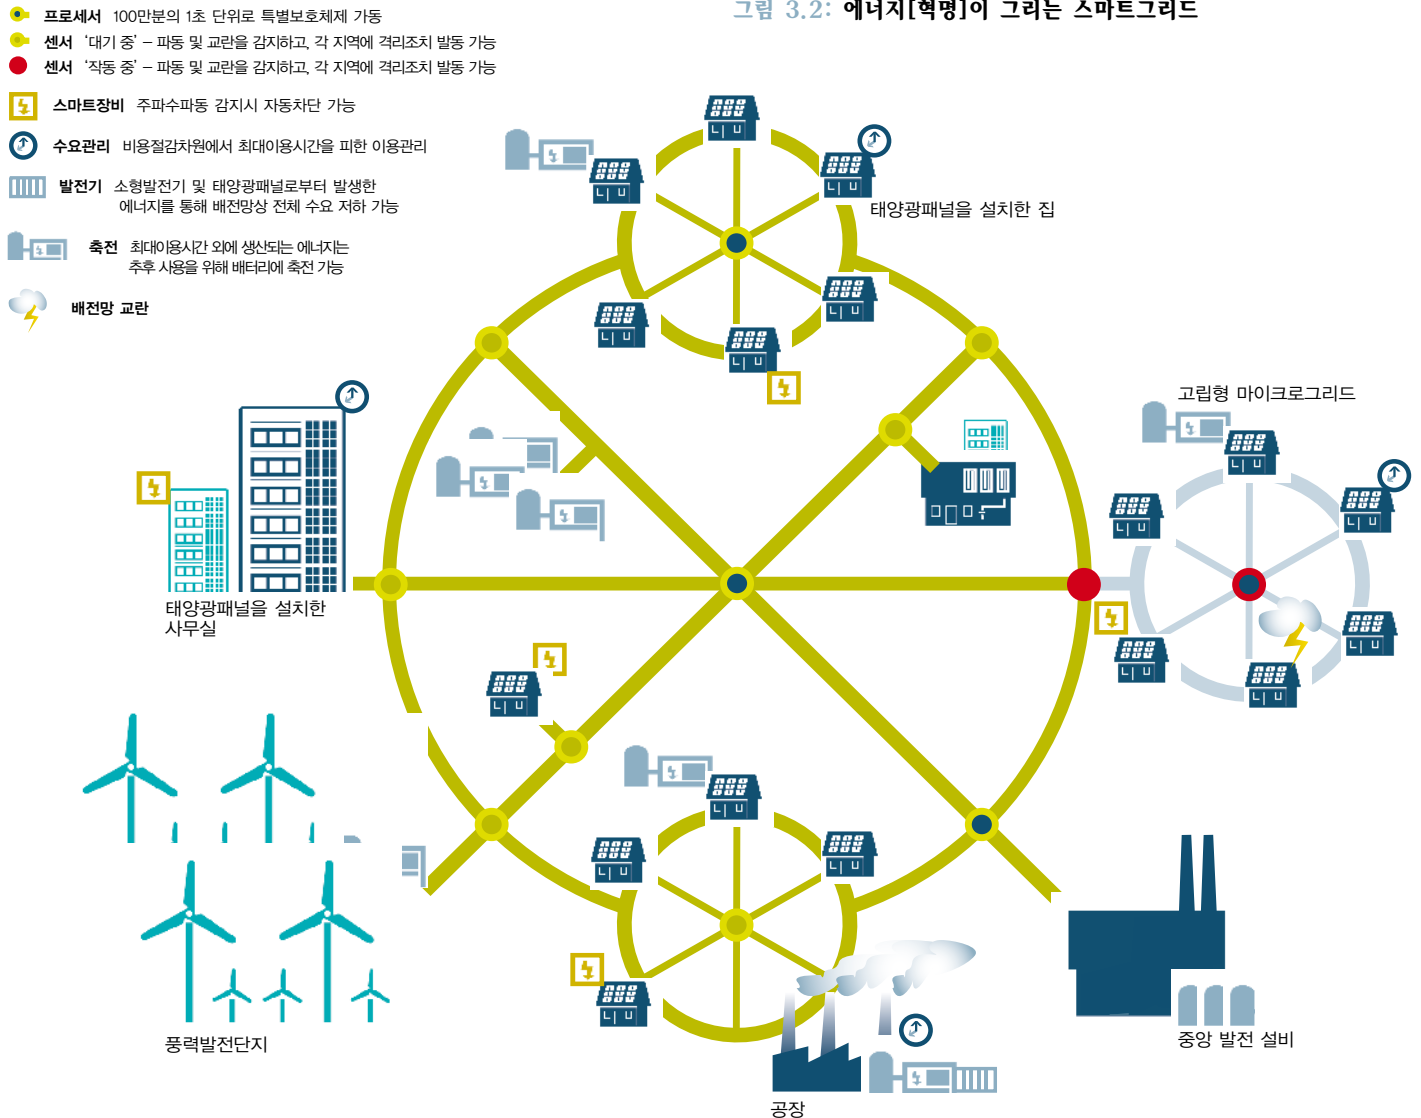 그림 3.2: 에너지[혁명]이 그리는 스마트그리드
프로세서 100만분의 1초 단위로 특별보호체제 가동
센서 '대기 중' – 파동 및 교란을 감지하고, 각 지역에 격리조치 발동 가능
센서 '작동 중' – 파동 및 교란을 감지하고, 각 지역에 격리조치 발동 가능
스마트장비 주파수파동 감지시 자동차단 가능
수요관리 비용절감차원에서 최대이용시간을 피한 이용관리
발전기 소형발전기 및 태양광패널로부터 발생한
에너지를 통해 배전망상 전체 수요 저하 가능
축전 최대이용시간 외에 생산되는 에너지는
추후 사용을 위해 배터리에 축전 가능
배전망 교란
태양광패널을 설치한 집
고립형 마이크로그리드
태양광패널을 설치한
사무실
풍력발전단지
중앙 발전 설비
공장